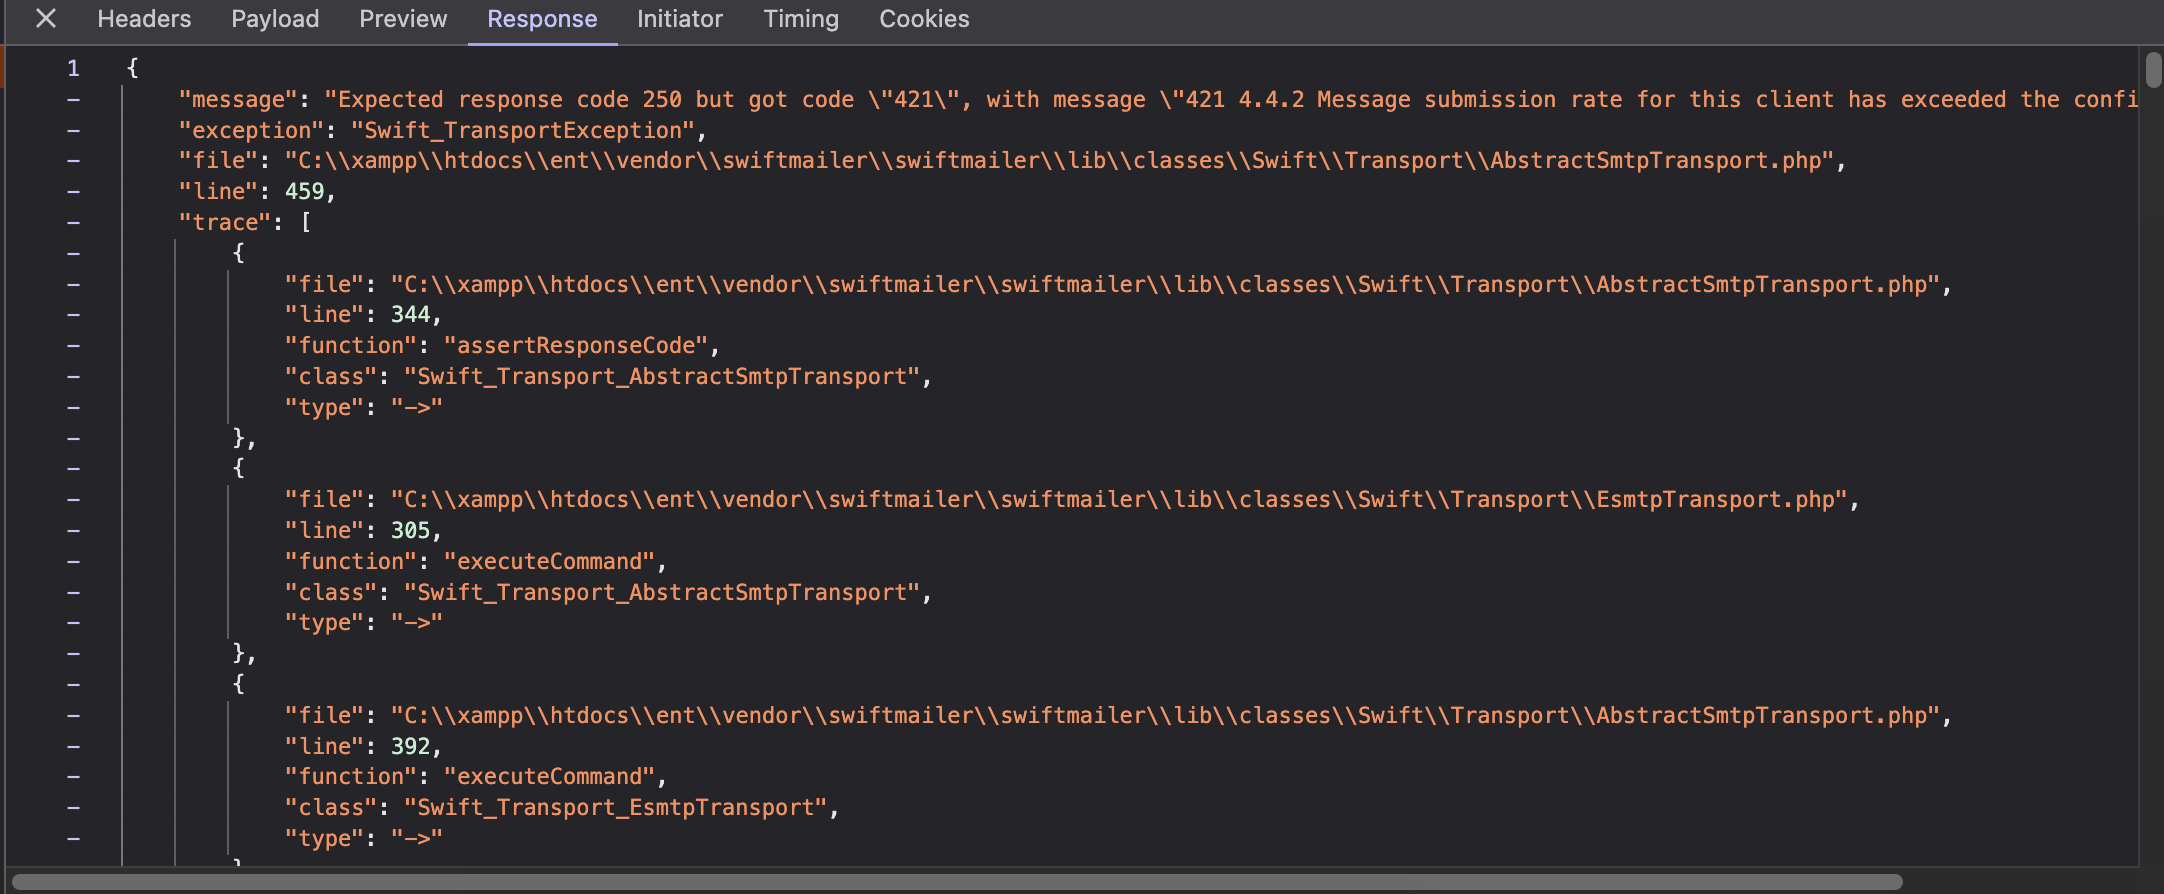 Headers Payload Preview Response Initiator Timing Cookies
1 {
- "message": "Expected response code 250 but got code \"421\", with message \"421 4.4.2 Message submission rate for this client has exceeded the confi
- "exception": "Swift_TransportException",
- "file": "C:\\xampp\\htdocs\\ent\\vendor\\swiftmailer\\swiftmailer\\lib\\classes\\Swift\\Transport\\AbstractSmtpTransport.php",
- "line": 459,
- "trace": [
- {
- "file": "C:\\xampp\\htdocs\\ent\\vendor\\swiftmailer\\swiftmailer\\lib\\classes\\Swift\\Transport\\AbstractSmtpTransport.php",
- "line": 344,
- "function": "assertResponseCode",
- "class": "Swift_Transport_AbstractSmtpTransport",
- "type": "->"
- },
- {
- "file": "C:\\xampp\\htdocs\\ent\\vendor\\swiftmailer\\swiftmailer\\lib\\classes\\Swift\\Transport\\EsmtpTransport.php",
- "line": 305,
- "function": "executeCommand",
- "class": "Swift_Transport_AbstractSmtpTransport",
- "type": "->"
- },
- {
- "file": "C:\\xampp\\htdocs\\ent\\vendor\\swiftmailer\\swiftmailer\\lib\\classes\\Swift\\Transport\\AbstractSmtpTransport.php",
- "line": 392,
- "function": "executeCommand",
- "class": "Swift_Transport_EsmtpTransport",
- "type": "->"